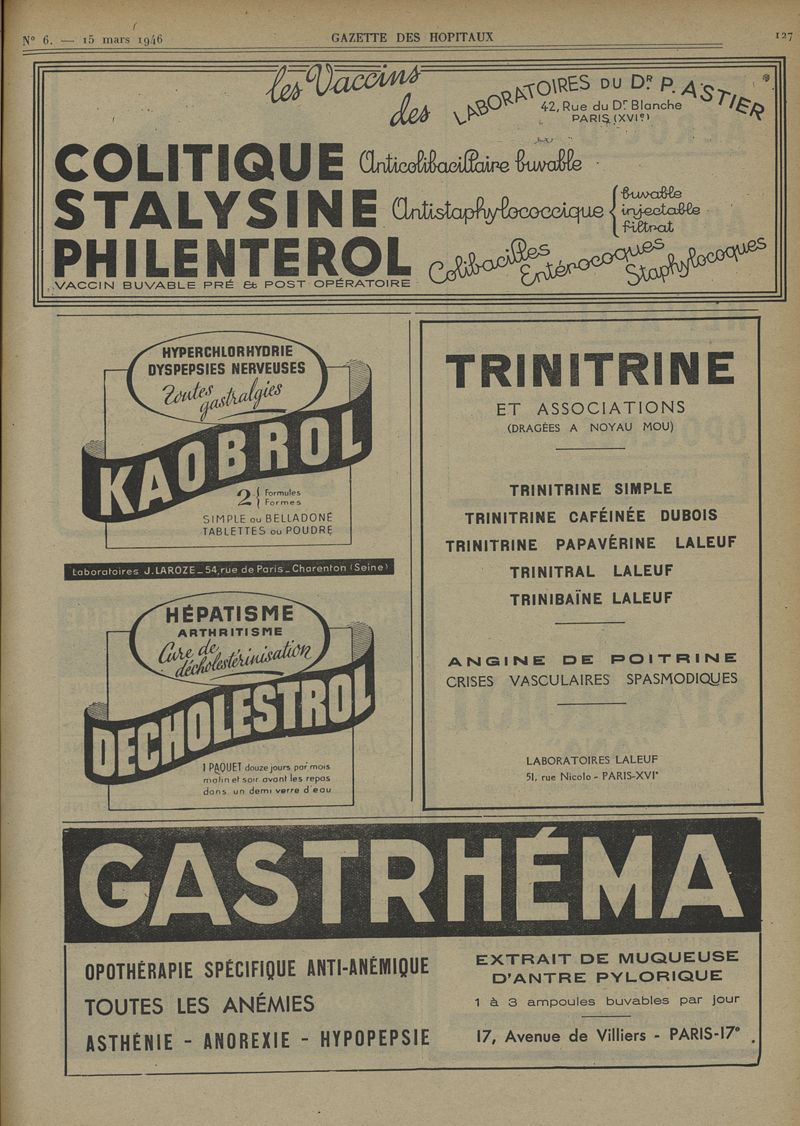 N° 6. — 15 mars 1946
GAZETTE DES HOPITAUX
127
les Vaccins
des
LABORATOIRES DU Dᴿ P. ASTIER
42, Rue du Dʳ Blanche
PARIS (XVIᵉ)
COLITIQUE Anticolibacillaire buvable
STALYSINE Antistaphylococcique { buvable
injectable
filtrat
PHILENTEROL Colibacilles Entérocoques Staphylocoques
VACCIN BUVABLE PRÉ & POST OPÉRATOIRE
HYPERCHLORHYDRIE
DYSPEPSIES NERVEUSES
Toutes
gastralgies
KAOBROL
2 { Formules
Formes
SIMPLE ou BELLADONÉ
TABLETTES ou POUDRE
Laboratoires J. LAROZE_54, rue de Paris_Charenton (Seine)
HÉPATISME
ARTHRITISME
Cure de
décholestérinisation
DECHOLESTROL
1 PAQUET douze jours par mois
matin et soir avant les repas
dans un demi verre d'eau
TRINITRINE
ET ASSOCIATIONS
(DRAGÉES A NOYAU MOU)
TRINITRINE SIMPLE
TRINITRINE CAFÉINÉE DUBOIS
TRINITRINE PAPAVÉRINE LALEUF
TRINITRAL LALEUF
TRINIBAÏNE LALEUF
ANGINE DE POITRINE
CRISES VASCULAIRES SPASMODIQUES
LABORATOIRES LALEUF
51, rue Nicolo - PARIS-XVIᵉ
GASTRHÉMA
OPOTHÉRAPIE SPÉCIFIQUE ANTI-ANÉMIQUE
TOUTES LES ANÉMIES
ASTHÉNIE - ANOREXIE - HYPOPEPSIE
EXTRAIT DE MUQUEUSE
D'ANTRE PYLORIQUE
1 à 3 ampoules buvables par jour
17, Avenue de Villiers - PARIS-17ᵉ